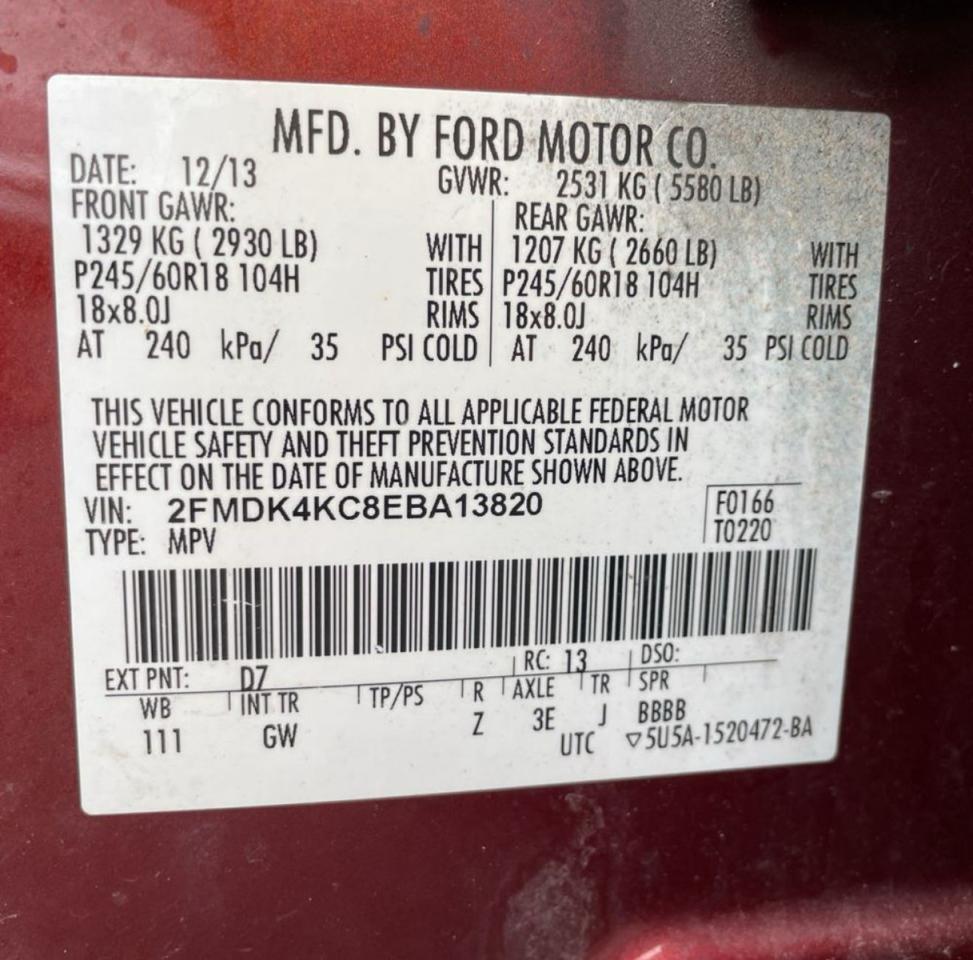 MFD. BY FORD MOTOR CO.
DATE: 12/13 GVWR: 2531 KG ( 5580 LB)
FRONT GAWR: REAR GAWR:
1329 KG ( 2930 LB) WITH 1207 KG ( 2660 LB) WITH
P245/60R18 104H TIRES P245/60R18 104H TIRES
18x8.0J RIMS 18x8.0J RIMS
AT 240 kPa/ 35 PSI COLD AT 240 kPa/ 35 PSI COLD
THIS VEHICLE CONFORMS TO ALL APPLICABLE FEDERAL MOTOR
VEHICLE SAFETY AND THEFT PREVENTION STANDARDS IN
EFFECT ON THE DATE OF MANUFACTURE SHOWN ABOVE.
VIN: 2FMDK4KC8EBA13820 F0166
TYPE: MPV T0220
EXT PNT: D7 RC: 13 DSO:
WB INT TR TP/PS R AXLE TR SPR
111 GW Z 3E J BBBB
UTC ▽5U5A-1520472-BA